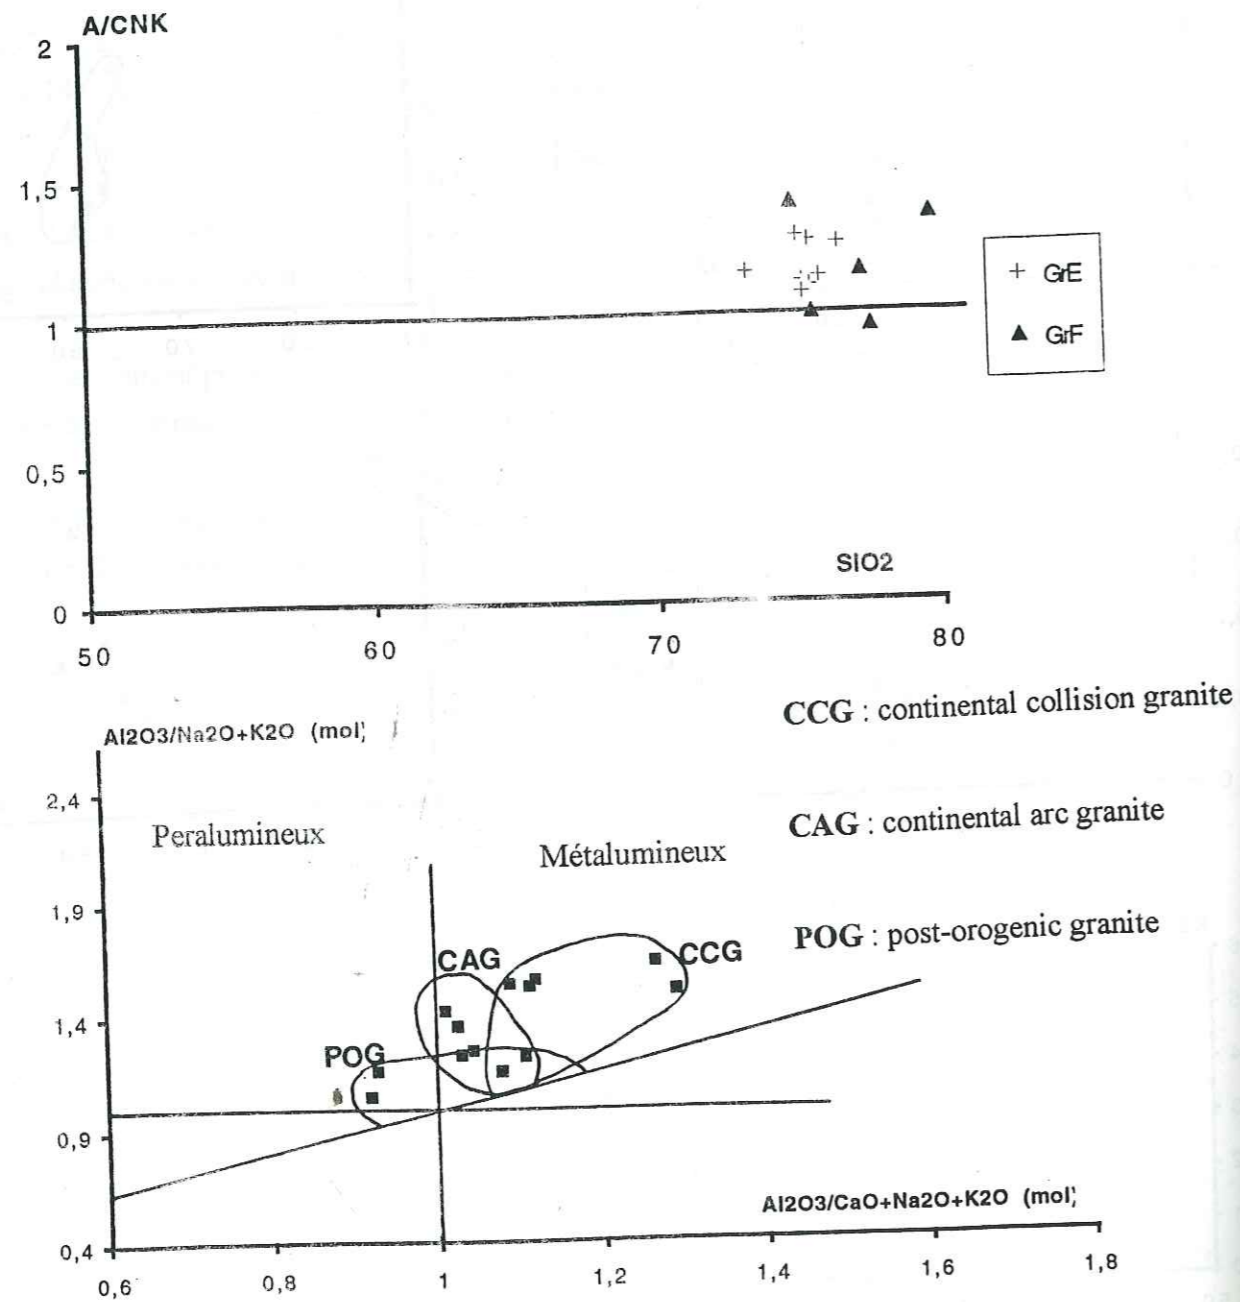 A/CNK
2
1,5
1
0,5
0
50
60
70
80
SIO2
GrE
GrF
CCG : continental collision granite
CAG : continental arc granite
POG : post-orogenic granite
Al2O3/Na2O+K2O (mol)
2,4
1,9
1,4
0,9
0,4
Peralumineux
Métalumineux
CAG
CCG
POG
Al2O3/CaO+Na2O+K2O (mol)
0,6
0,8
1
1,2
1,4
1,6
1,8